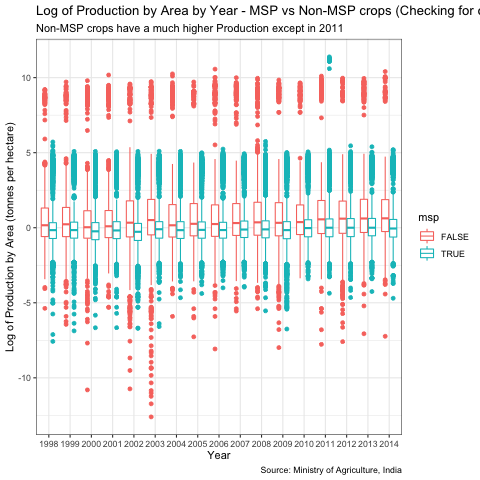 Log of Production by Area by Year - MSP vs Non-MSP crops (Checking for
Non-MSP crops have a much higher Production except in 2011
Log of Production by Area (tonnes per hectare)
10
5
0
-5
-10
1998 1999 2000 2001 2002 2003 2004 2005 2006 2007 2008 2009 2010 2011 2012 2013 2014
Year
msp
FALSE
TRUE
Source: Ministry of Agriculture, India